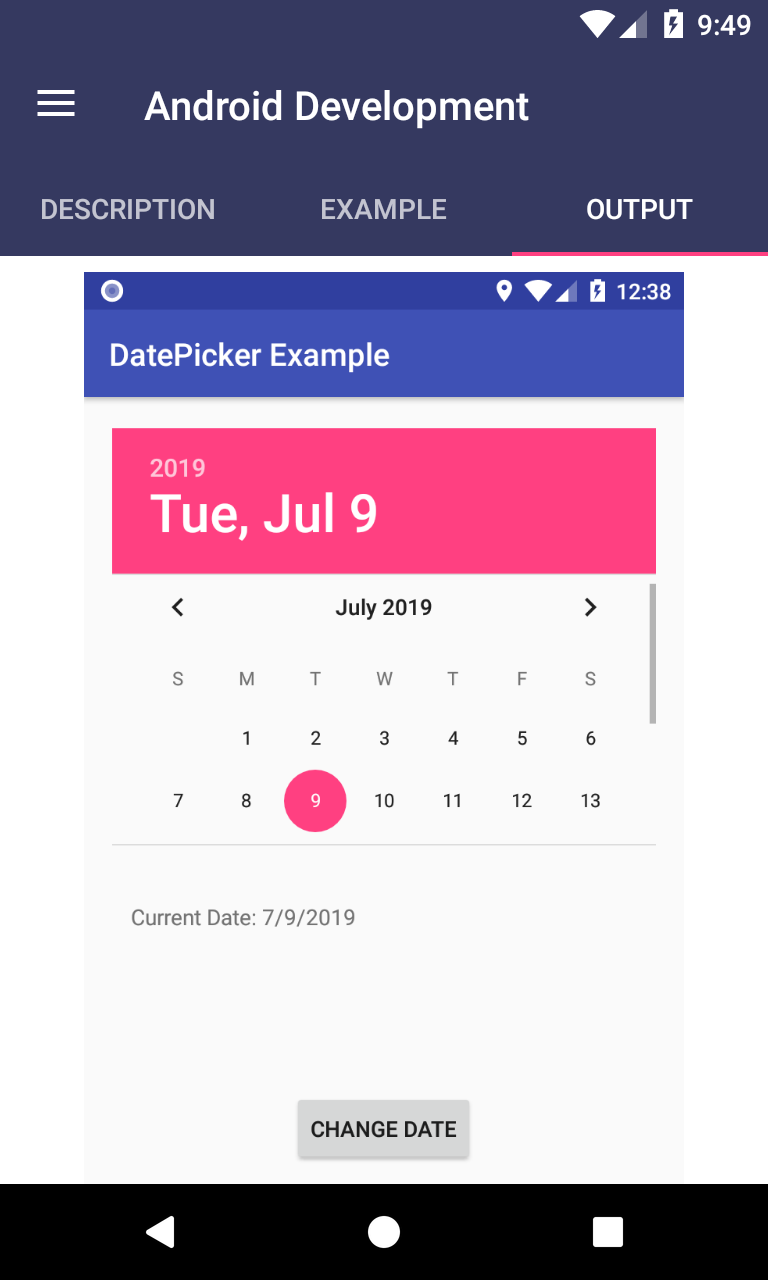 9:49
Android Development
DESCRIPTION EXAMPLE OUTPUT
12:38
DatePicker Example
2019
Tue, Jul 9
July 2019
S M T W T F S
1 2 3 4 5 6
7 8 9 10 11 12 13
Current Date: 7/9/2019
CHANGE DATE